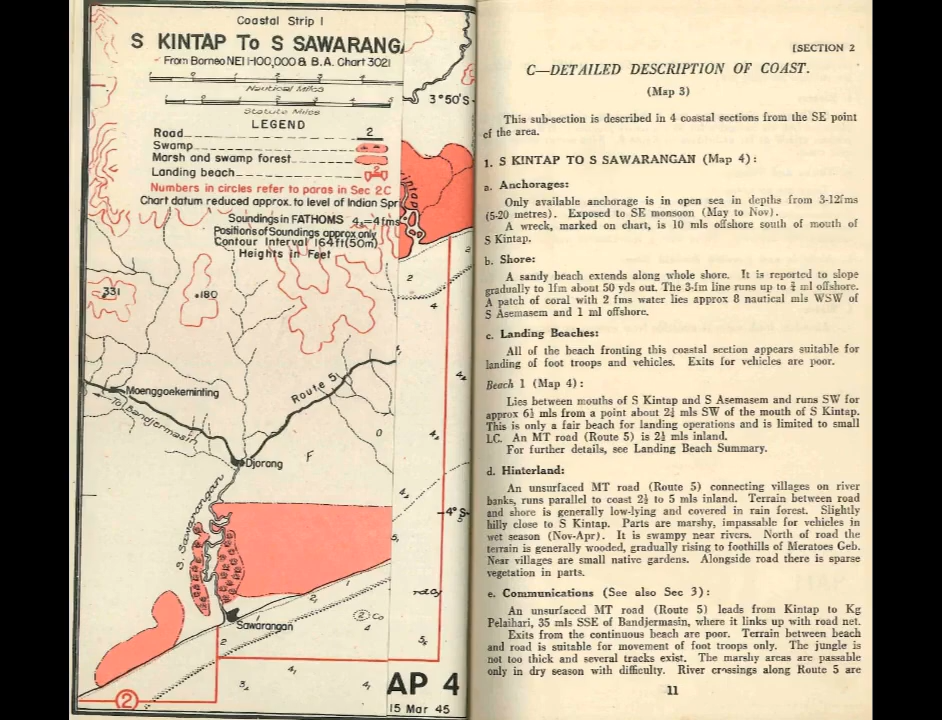 Coastal Strip 1
S KINTAP TO S SAWARANG
From Borneo NEI 1·100,000 & B.A. Chart 3021
Nautical Miles
Statute Miles
3°50'S
LEGEND
Road
2
Swamp
Marsh and swamp forest
Landing beach
Numbers in circles refer to paras in Sec 2C
Chart datum reduced approx. to level of Indian Spr
Soundings in FATHOMS 4₂=4 fms
Positions of Soundings approx only
Contour Interval 164ft(50m)
Heights in Feet
331
180
2
2
4
Moenggoekeminting
To Bandjermasin
Route 5
Djorong
F
O
S. Sawarangan
4°S
Sawarangan
2
1
2 Co
4
2
AP 4
15 Mar 45
[SECTION 2
C—DETAILED DESCRIPTION OF COAST.
(Map 3)
This sub-section is described in 4 coastal sections from the SE point
of the area.
1. S KINTAP TO S SAWARANGAN (Map 4):
a. Anchorages:
Only available anchorage is in open sea in depths from 3-12fms
(5-20 metres). Exposed to SE monsoon (May to Nov).
A wreck, marked on chart, is 10 mls offshore south of mouth of
S Kintap.
b. Shore:
A sandy beach extends along whole shore. It is reported to slope
gradually to 1fm about 50 yds out. The 3-fm line runs up to ¾ ml offshore.
A patch of coral with 2 fms water lies approx 8 nautical mls WSW of
S Asemasem and 1 ml offshore.
c. Landing Beaches:
All of the beach fronting this coastal section appears suitable for
landing of foot troops and vehicles. Exits for vehicles are poor.
Beach 1 (Map 4):
Lies between mouths of S Kintap and S Asemasem and runs SW for
approx 6½ mls from a point about 2½ mls SW of the mouth of S Kintap.
This is only a fair beach for landing operations and is limited to small
LC. An MT road (Route 5) is 2½ mls inland.
For further details, see Landing Beach Summary.
d. Hinterland:
An unsurfaced MT road (Route 5) connecting villages on river
banks, runs parallel to coast 2½ to 5 mls inland. Terrain between road
and shore is generally low-lying and covered in rain forest. Slightly
hilly close to S Kintap. Parts are marshy, impassable for vehicles in
wet season (Nov-Apr). It is swampy near rivers. North of road the
terrain is generally wooded, gradually rising to foothills of Meratoes Geb.
Near villages are small native gardens. Alongside road there is sparse
vegetation in parts.
e. Communications (See also Sec 3):
An unsurfaced MT road (Route 5) leads from Kintap to Kg
Pelaihari, 35 mls SSE of Bandjermasin, where it links up with road net.
Exits from the continuous beach are poor. Terrain between beach
and road is suitable for movement of foot troops only. The jungle is
not too thick and several tracks exist. The marshy areas are passable
only in dry season with difficulty. River crossings along Route 5 are
11